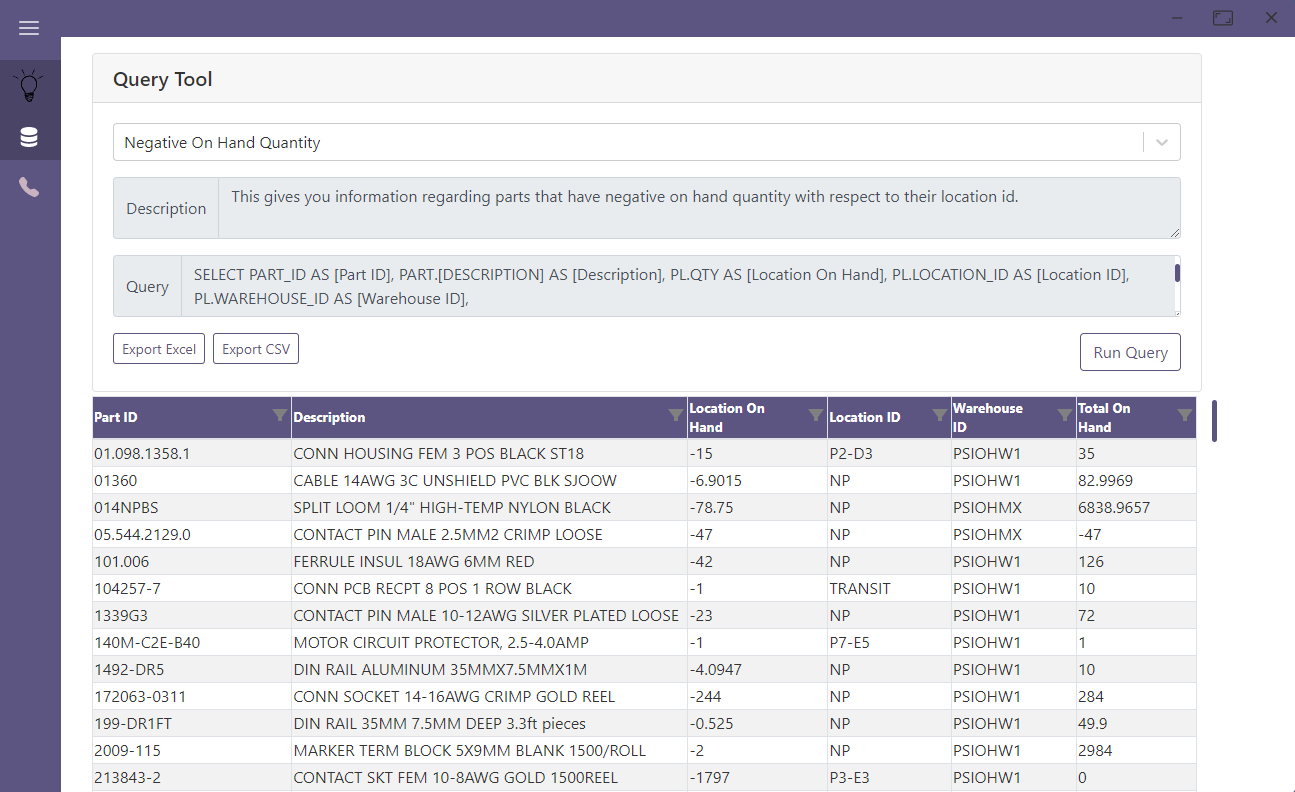 Query Tool
Negative On Hand Quantity
Description
This gives you information regarding parts that have negative on hand quantity with respect to their location id.
Query
SELECT PART_ID AS [Part ID], PART.[DESCRIPTION] AS [Description], PL.QTY AS [Location On Hand], PL.LOCATION_ID AS [Location ID],
PL.WAREHOUSE_ID AS [Warehouse ID],
Export Excel Export CSV Run Query
Part ID Description Location On Hand Location ID Warehouse ID Total On Hand
01.098.1358.1 CONN HOUSING FEM 3 POS BLACK ST18 -15 P2-D3 PSIOHW1 35
01360 CABLE 14AWG 3C UNSHIELD PVC BLK SJOOW -6.9015 NP PSIOHW1 82.9969
014NPBS SPLIT LOOM 1/4" HIGH-TEMP NYLON BLACK -78.75 NP PSIOHMX 6838.9657
05.544.2129.0 CONTACT PIN MALE 2.5MM2 CRIMP LOOSE -47 NP PSIOHMX -47
101.006 FERRULE INSUL 18AWG 6MM RED -42 NP PSIOHW1 126
104257-7 CONN PCB RECPT 8 POS 1 ROW BLACK -1 TRANSIT PSIOHW1 10
1339G3 CONTACT PIN MALE 10-12AWG SILVER PLATED LOOSE -23 NP PSIOHW1 72
140M-C2E-B40 MOTOR CIRCUIT PROTECTOR, 2.5-4.0AMP -1 P7-E5 PSIOHW1 1
1492-DR5 DIN RAIL ALUMINUM 35MMX7.5MMX1M -4.0947 NP PSIOHW1 10
172063-0311 CONN SOCKET 14-16AWG CRIMP GOLD REEL -244 NP PSIOHW1 284
199-DR1FT DIN RAIL 35MM 7.5MM DEEP 3.3ft pieces -0.525 NP PSIOHW1 49.9
2009-115 MARKER TERM BLOCK 5X9MM BLANK 1500/ROLL -2 NP PSIOHW1 2984
213843-2 CONTACT SKT FEM 10-8AWG GOLD 1500REEL -1797 P3-E3 PSIOHW1 0